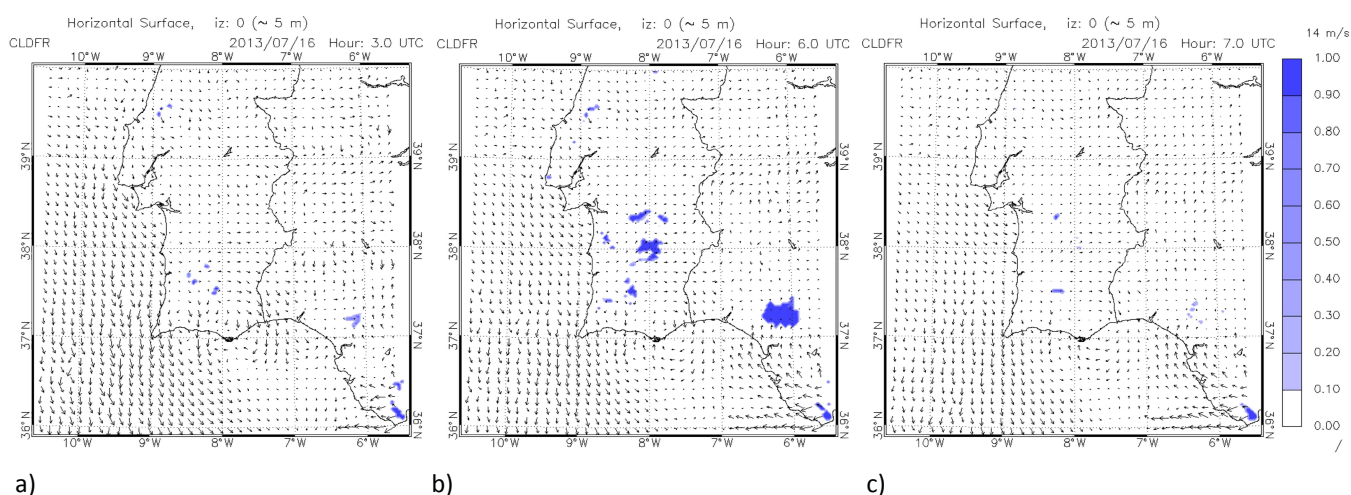 Horizontal Surface, iz: 0 (~ 5 m)
CLDFR 2013/07/16 Hour: 3.0 UTC
10°W 9°W 8°W 7°W 6°W
39°N 39°N
38°N 38°N
37°N 37°N
36°N 36°N
10°W 9°W 8°W 7°W 6°W
a)
Horizontal Surface, iz: 0 (~ 5 m)
CLDFR 2013/07/16 Hour: 6.0 UTC
10°W 9°W 8°W 7°W 6°W
39°N 39°N
38°N 38°N
37°N 37°N
36°N 36°N
10°W 9°W 8°W 7°W 6°W
b)
Horizontal Surface, iz: 0 (~ 5 m)
CLDFR 2013/07/16 Hour: 7.0 UTC
10°W 9°W 8°W 7°W 6°W
39°N 39°N
38°N 38°N
37°N 37°N
36°N 36°N
10°W 9°W 8°W 7°W 6°W
c)
14 m/s
1.00
0.90
0.80
0.70
0.60
0.50
0.40
0.30
0.20
0.10
0.00
/